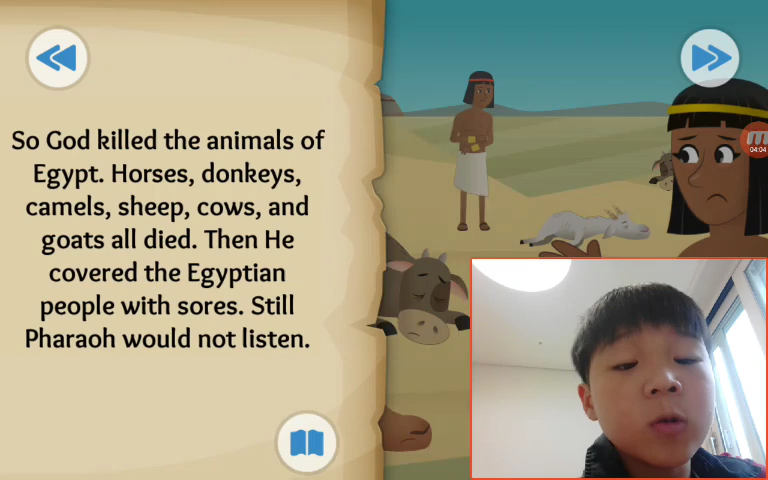 So God killed the animals of
Egypt. Horses, donkeys,
camels, sheep, cows, and
goats all died. Then He
covered the Egyptian
people with sores. Still
Pharaoh would not listen.
04:04